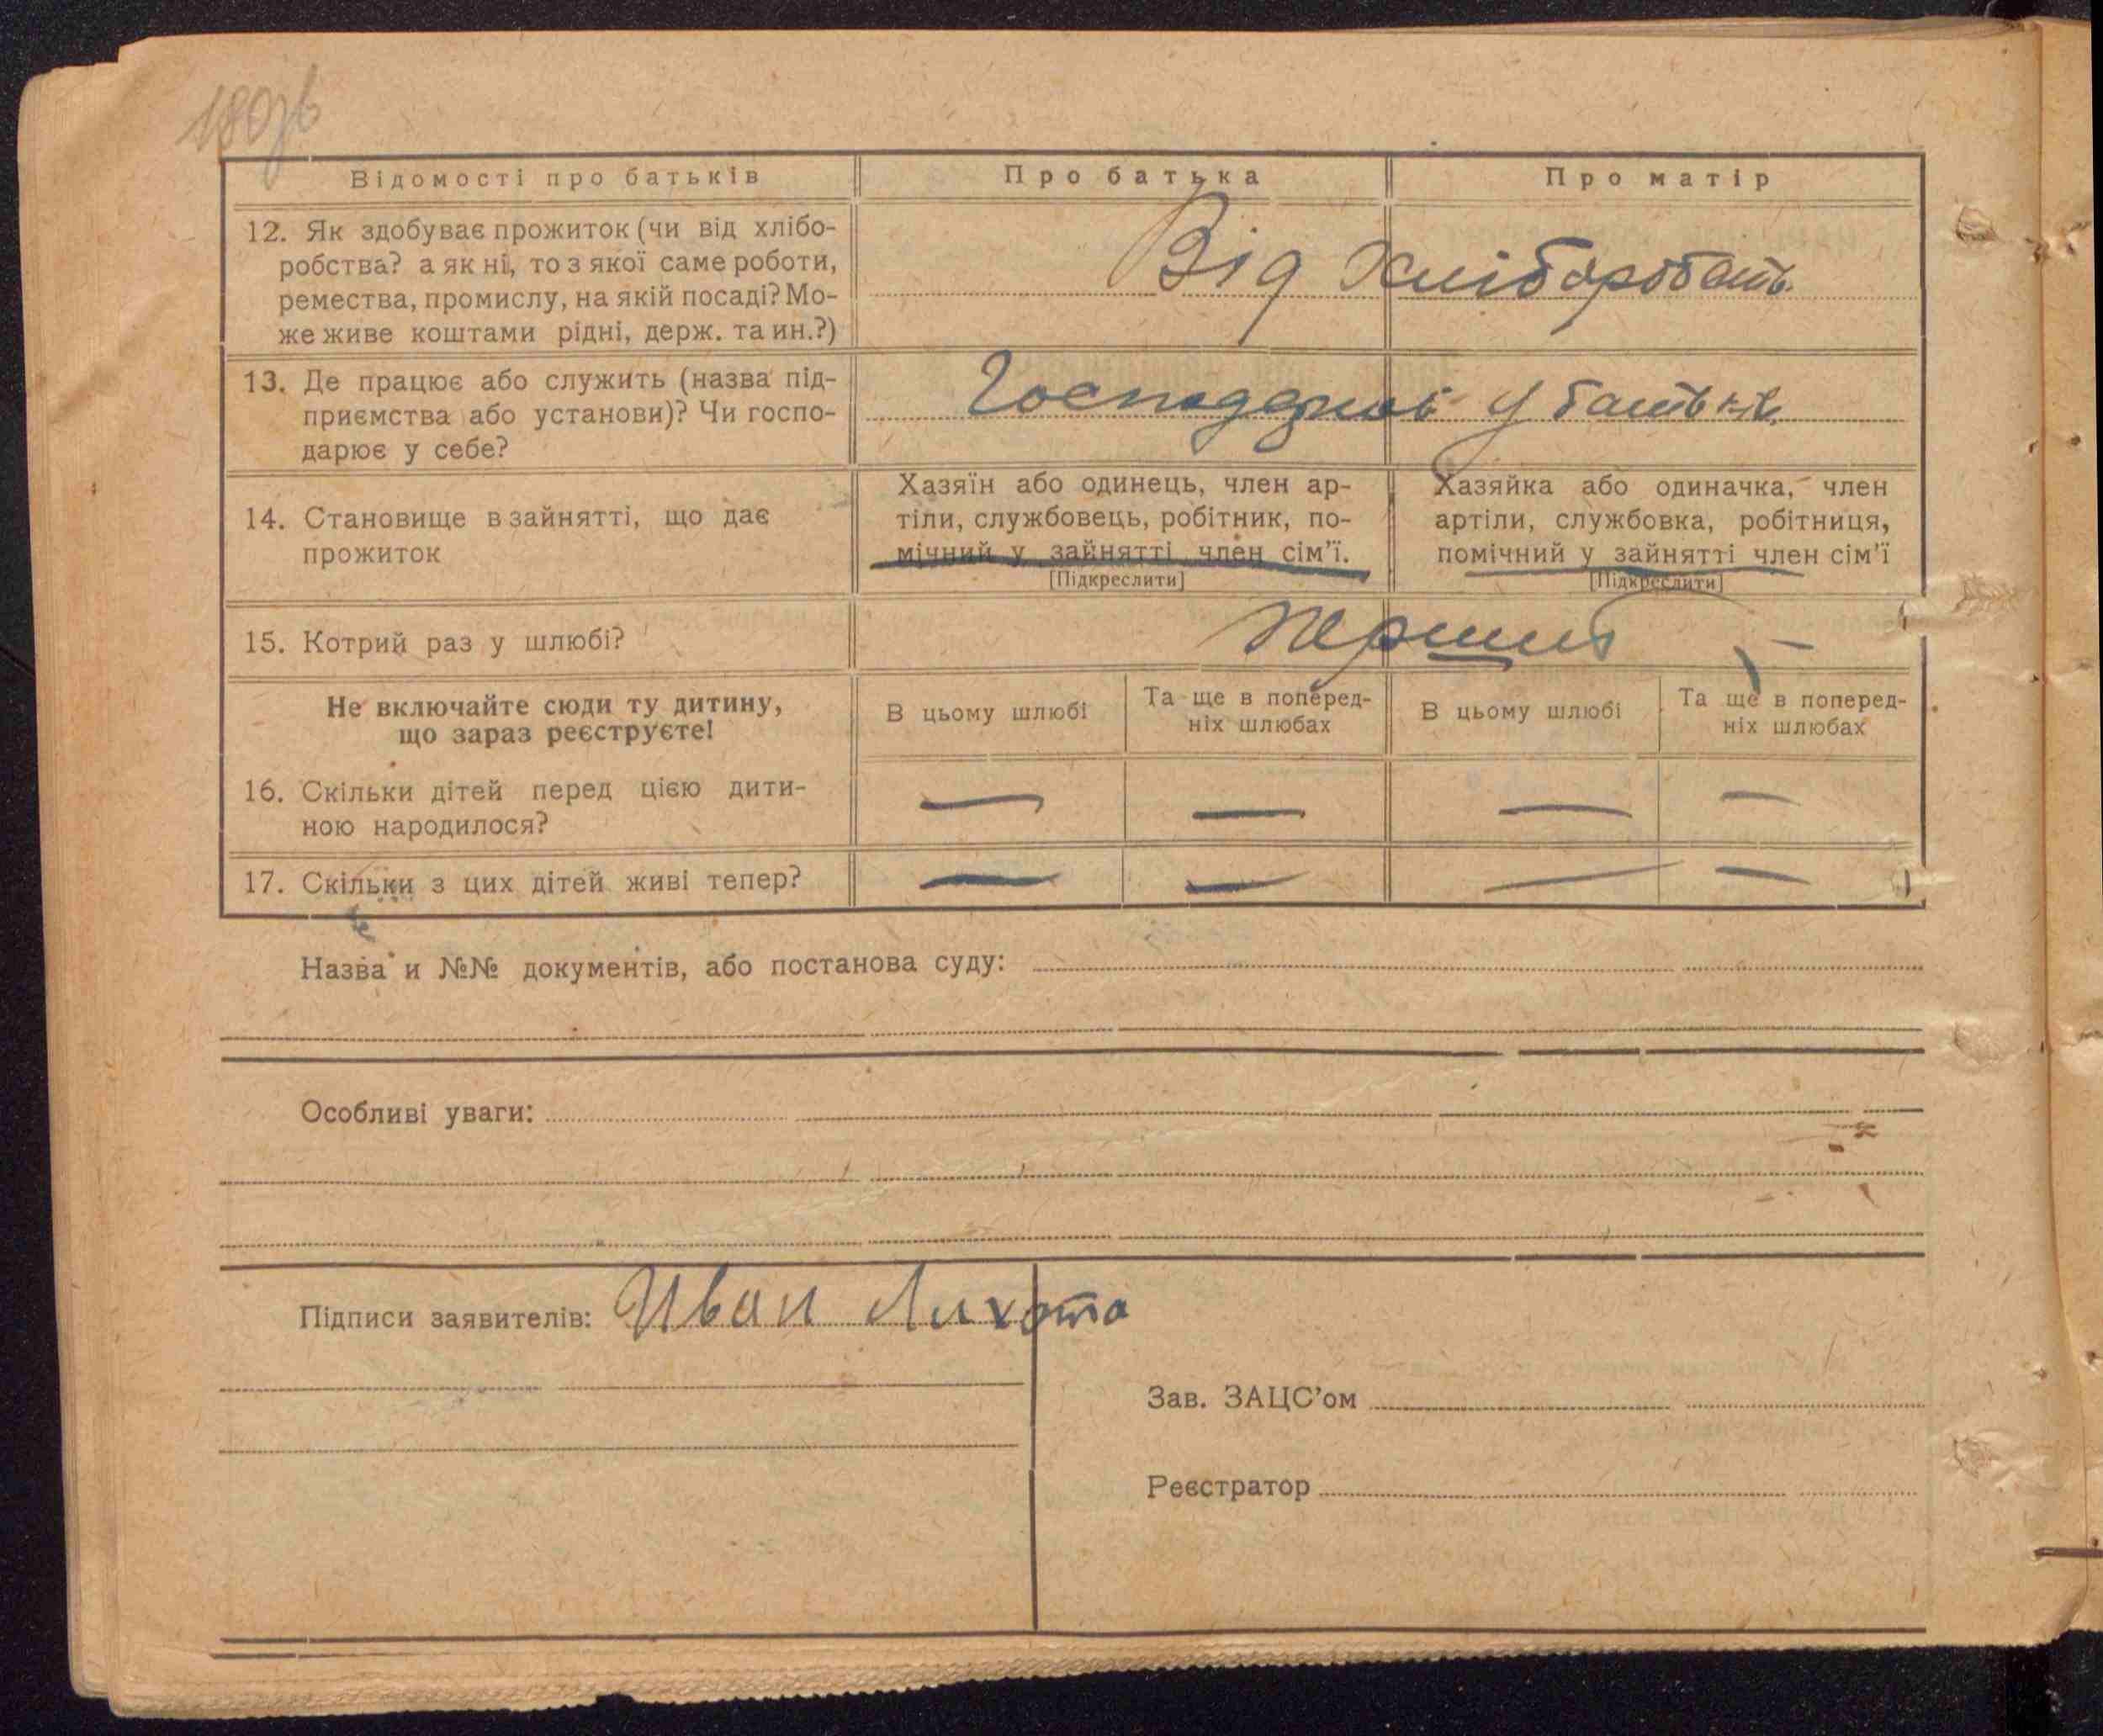 180зв
Відомості про батьків
Про батька
Про матір
12. Як здобуває прожиток (чи від хлібо-
робства? а як ні, то з якої саме роботи,
ремества, промислу, на якій посаді? Мо-
же живе коштами рідні, держ. та ин.?)
Від хліборобств
13. Де працює або служить (назва під-
приємства або установи)? Чи госпо-
дарює у себе?
у батьків
14. Становище в зайнятті, що дає
прожиток
Хазяїн або одинець, член ар-
тіли, службовець, робітник, по-
мічний у зайнятті член сім'ї.
[Підкреслити]
Хазяйка або одиначка, член
артіли, службовка, робітниця,
помічний у зайнятті член сім'ї
[Підкреслити]
15. Котрий раз у шлюбі?
Перший —
Не включайте сюди ту дитину,
що зараз реєструєте!
В цьому шлюбі
Та ще в поперед-
ніх шлюбах
В цьому шлюбі
Та ще в поперед-
ніх шлюбах
16. Скільки дітей перед цією дити-
ною народилося?
— — — —
17. Скільки з цих дітей живі тепер?
— — — —
Назва и №№ документів, або постанова суду:
Особливі уваги:
Підписи заявителів: Иван Лихота
Зав. ЗАЦС'ом
Реєстратор